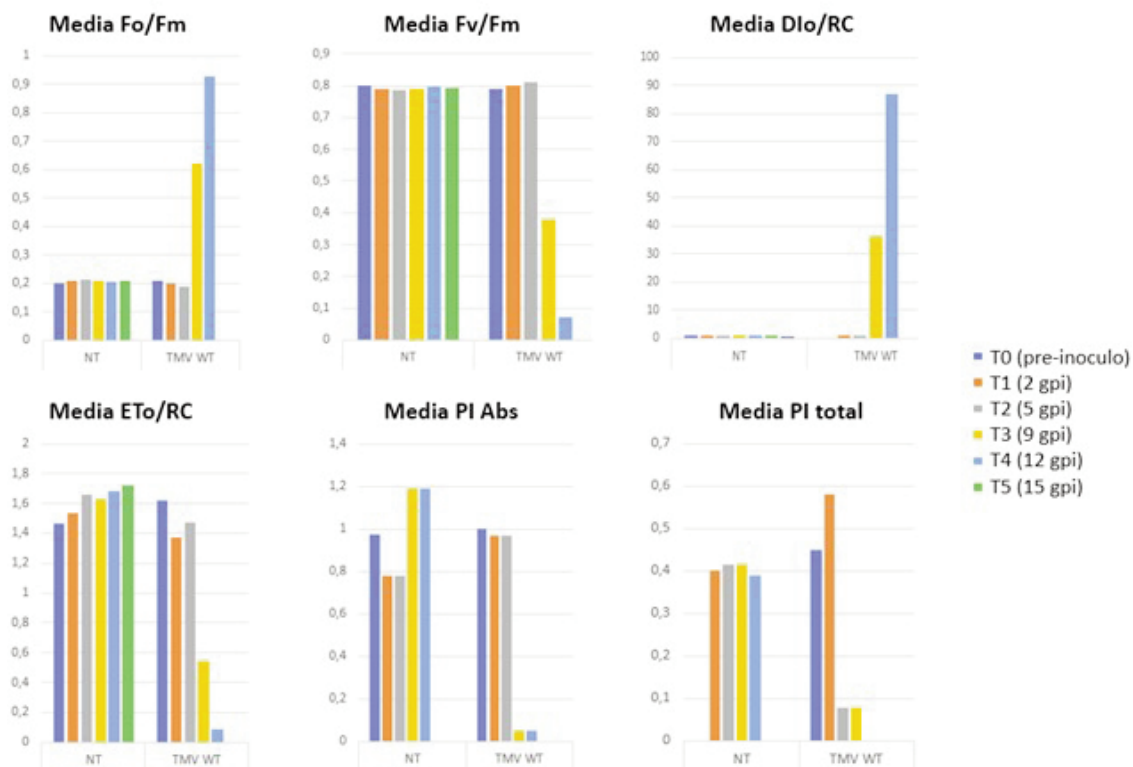 Media Fo/Fm
1
0,9
0,8
0,7
0,6
0,5
0,4
0,3
0,2
0,1
0
NT
TMV WT
Media Fv/Fm
0,9
0,8
0,7
0,6
0,5
0,4
0,3
0,2
0,1
0
NT
TMV WT
Media DIo/RC
100
90
80
70
60
50
40
30
20
10
0
NT
TMV WT
Media ETo/RC
2
1,8
1,6
1,4
1,2
1
0,8
0,6
0,4
0,2
0
NT
TMV WT
Media PI Abs
1,4
1,2
1
0,8
0,6
0,4
0,2
0
NT
TMV WT
Media PI total
0,7
0,6
0,5
0,4
0,3
0,2
0,1
0
NT
TMV WT
T0 (pre-inoculo)
T1 (2 gpi)
T2 (5 gpi)
T3 (9 gpi)
T4 (12 gpi)
T5 (15 gpi)